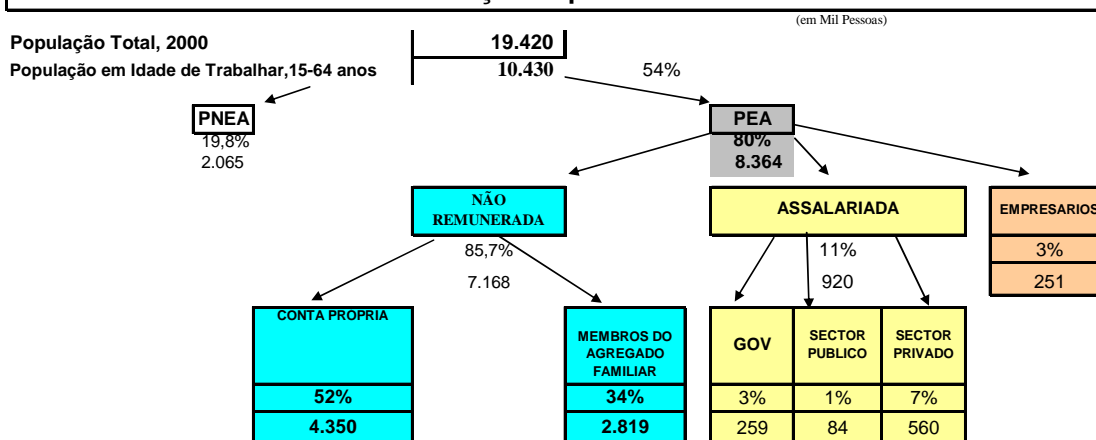 (em Mil Pessoas)
População Total, 2000 19.420
População em Idade de Trabalhar,15-64 anos 10.430 54%
PNEA PEA
19,8% 80%
2.065 8.364
NÃO
REMUNERADA
ASSALARIADA
EMPRESARIOS
85,7% 11% 3%
7.168 920 251
CONTA PROPRIA
MEMBROS DO
AGREGADO
FAMILIAR
GOV
SECTOR
PUBLICO
SECTOR
PRIVADO
52% 34% 3% 1% 7%
4.350 2.819 259 84 560